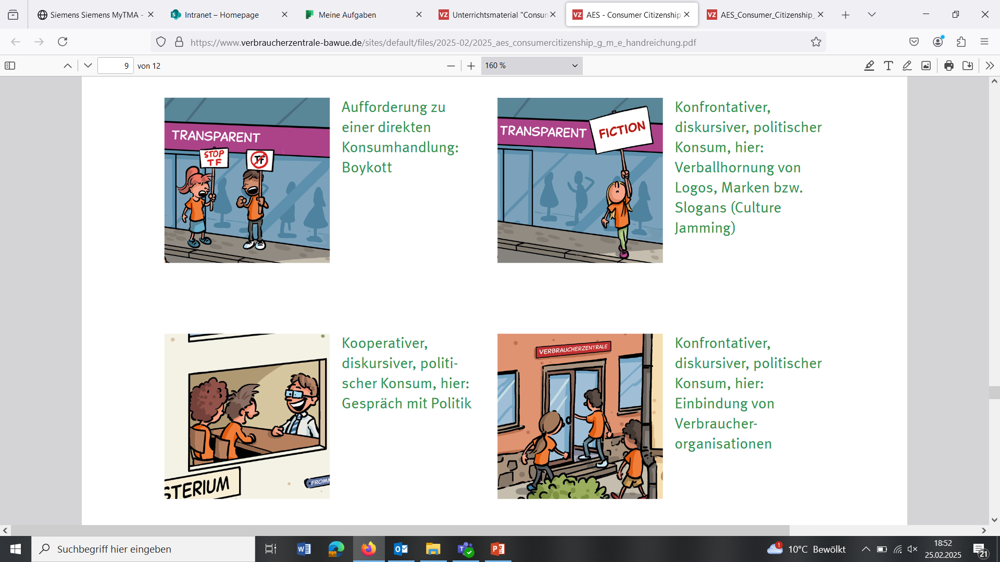 Siemens Siemens MyTMA -
Intranet – Homepage
Meine Aufgaben
Unterrichtsmaterial "Consun
AES - Consumer Citizenship
AES_Consumer_Citizenship_
https://www.verbraucherzentrale-bawue.de/sites/default/files/2025-02/2025_aes_consumercitizenship_g_m_e_handreichung.pdf
9 von 12
160 %
TRANSPARENT
STOP
TF
TF
Aufforderung zu
einer direkten
Konsumhandlung:
Boykott
TRANSPARENT
FICTION
Konfrontativer,
diskursiver, politischer
Konsum, hier:
Verballhornung von
Logos, Marken bzw.
Slogans (Culture
Jamming)
STERIUM
FROMM
Kooperativer,
diskursiver, politi-
scher Konsum, hier:
Gespräch mit Politik
VERBRAUCHERZENTRALE
Konfrontativer,
diskursiver, politischer
Konsum, hier:
Einbindung von
Verbraucher-
organisationen
Suchbegriff hier eingeben
1
10°C Bewölkt
18:52
25.02.2025
21